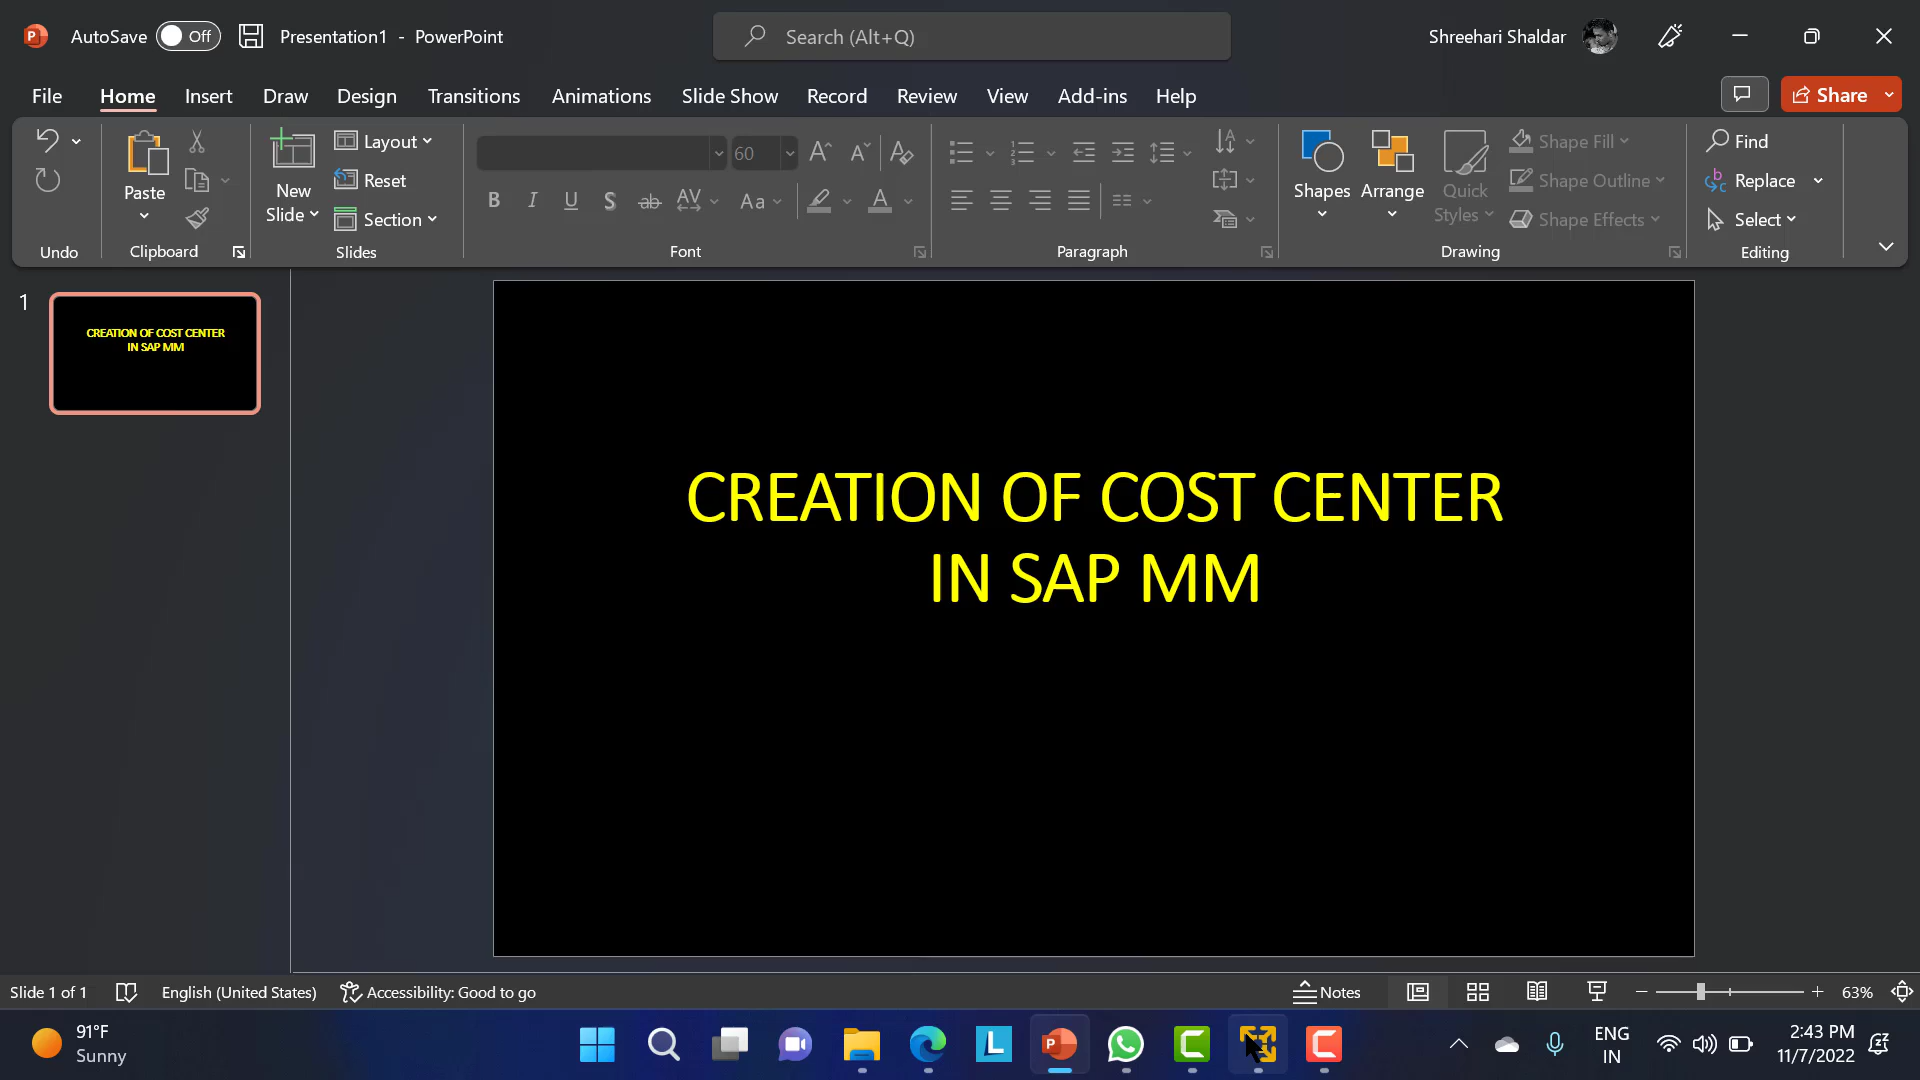 AutoSave Off Presentation1 - PowerPoint Search (Alt+Q) Shreehari Shaldar
File Home Insert Draw Design Transitions Animations Slide Show Record Review View Add-ins Help Share
Undo
Paste
Clipboard
New Slide
Layout
Reset
Section
Slides
60
B I U S ab AV Aa A
Font
Paragraph
Shapes Arrange Quick Styles
Shape Fill
Shape Outline
Shape Effects
Drawing
Find
Replace
Select
Editing
1
CREATION OF COST CENTER
IN SAP MM
CREATION OF COST CENTER
IN SAP MM
Slide 1 of 1 English (United States) Accessibility: Good to go Notes 63%
91°F
Sunny
ENG
IN
2:43 PM
11/7/2022